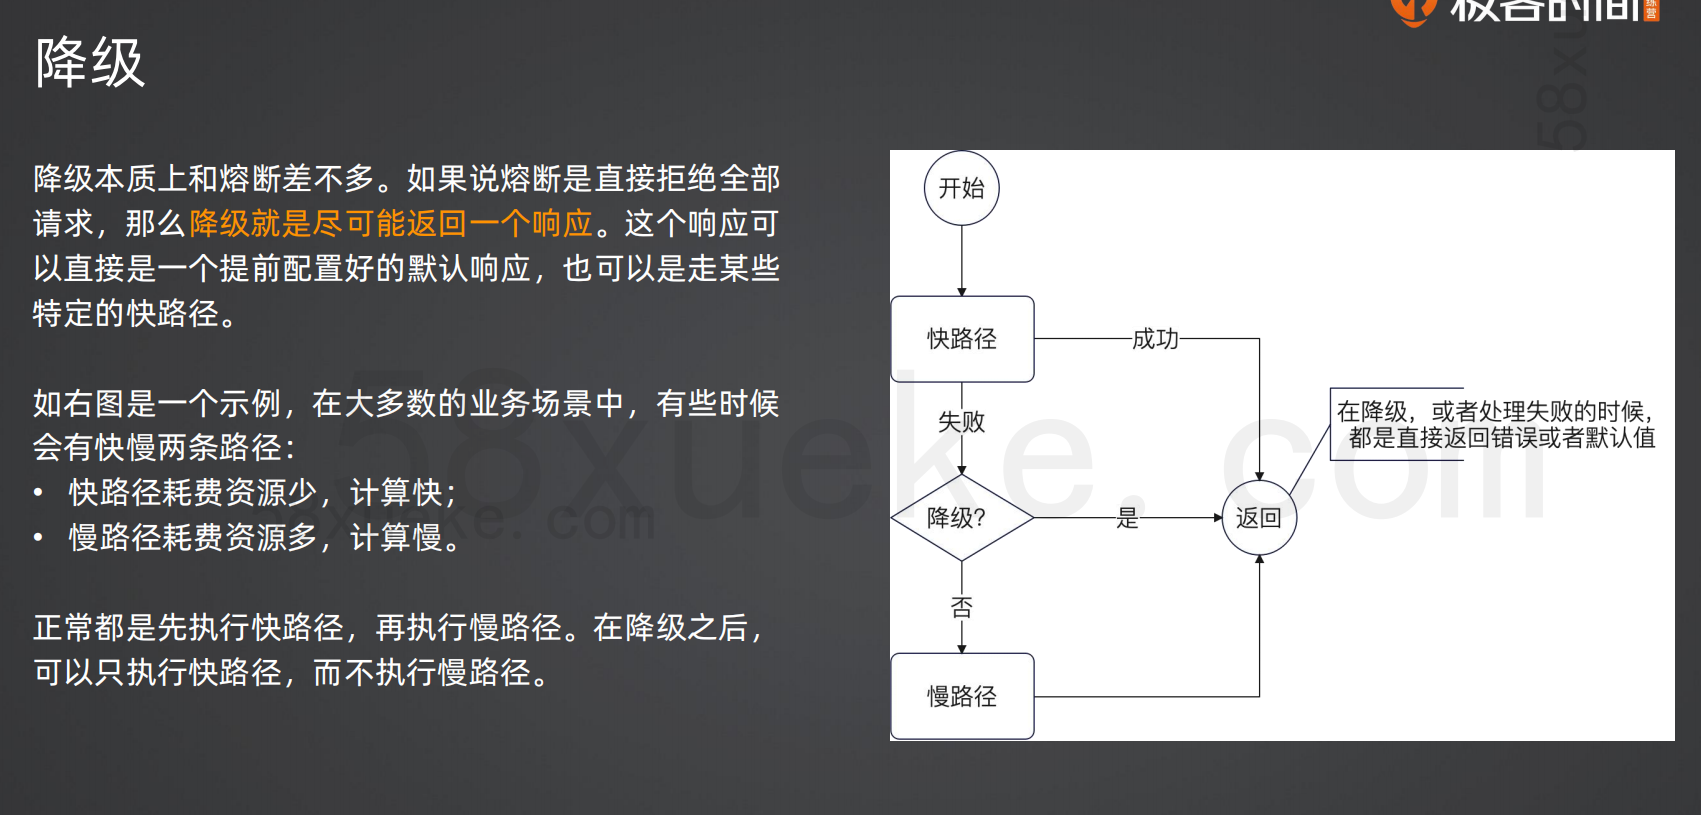 极客时间
训练营
降级
降级本质上和熔断差不多。如果说熔断是直接拒绝全部
请求，那么降级就是尽可能返回一个响应。这个响应可
以直接是一个提前配置好的默认响应，也可以是走某些
特定的快路径。
如右图是一个示例，在大多数的业务场景中，有些时候
会有快慢两条路径：
• 快路径耗费资源少，计算快；
• 慢路径耗费资源多，计算慢。
正常都是先执行快路径，再执行慢路径。在降级之后，
可以只执行快路径，而不执行慢路径。
开始
快路径
成功
失败
在降级，或者处理失败的时候，
都是直接返回错误或者默认值
降级？
是
返回
否
慢路径
58xueke.com
58xueke.com
58xu